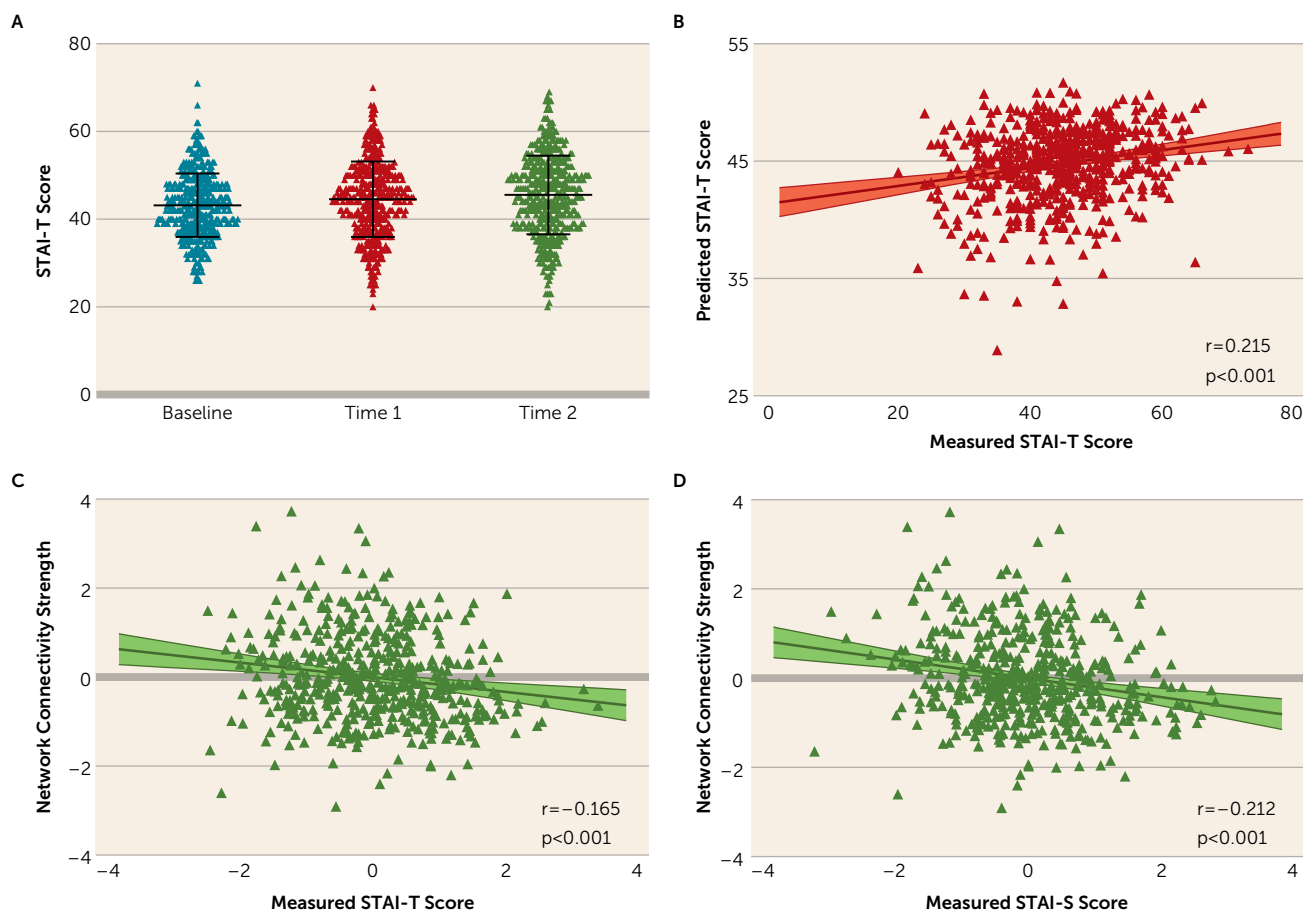 A
80
60
40
20
0
STAI-T Score
Baseline
Time 1
Time 2
B
55
45
35
25
Predicted STAI-T Score
r=0.215
p<0.001
0
20
40
60
80
Measured STAI-T Score
C
4
2
0
−2
−4
Network Connectivity Strength
r=−0.165
p<0.001
−4
−2
0
2
4
Measured STAI-T Score
D
4
2
0
−2
−4
Network Connectivity Strength
r=−0.212
p<0.001
−4
−2
0
2
4
Measured STAI-S Score